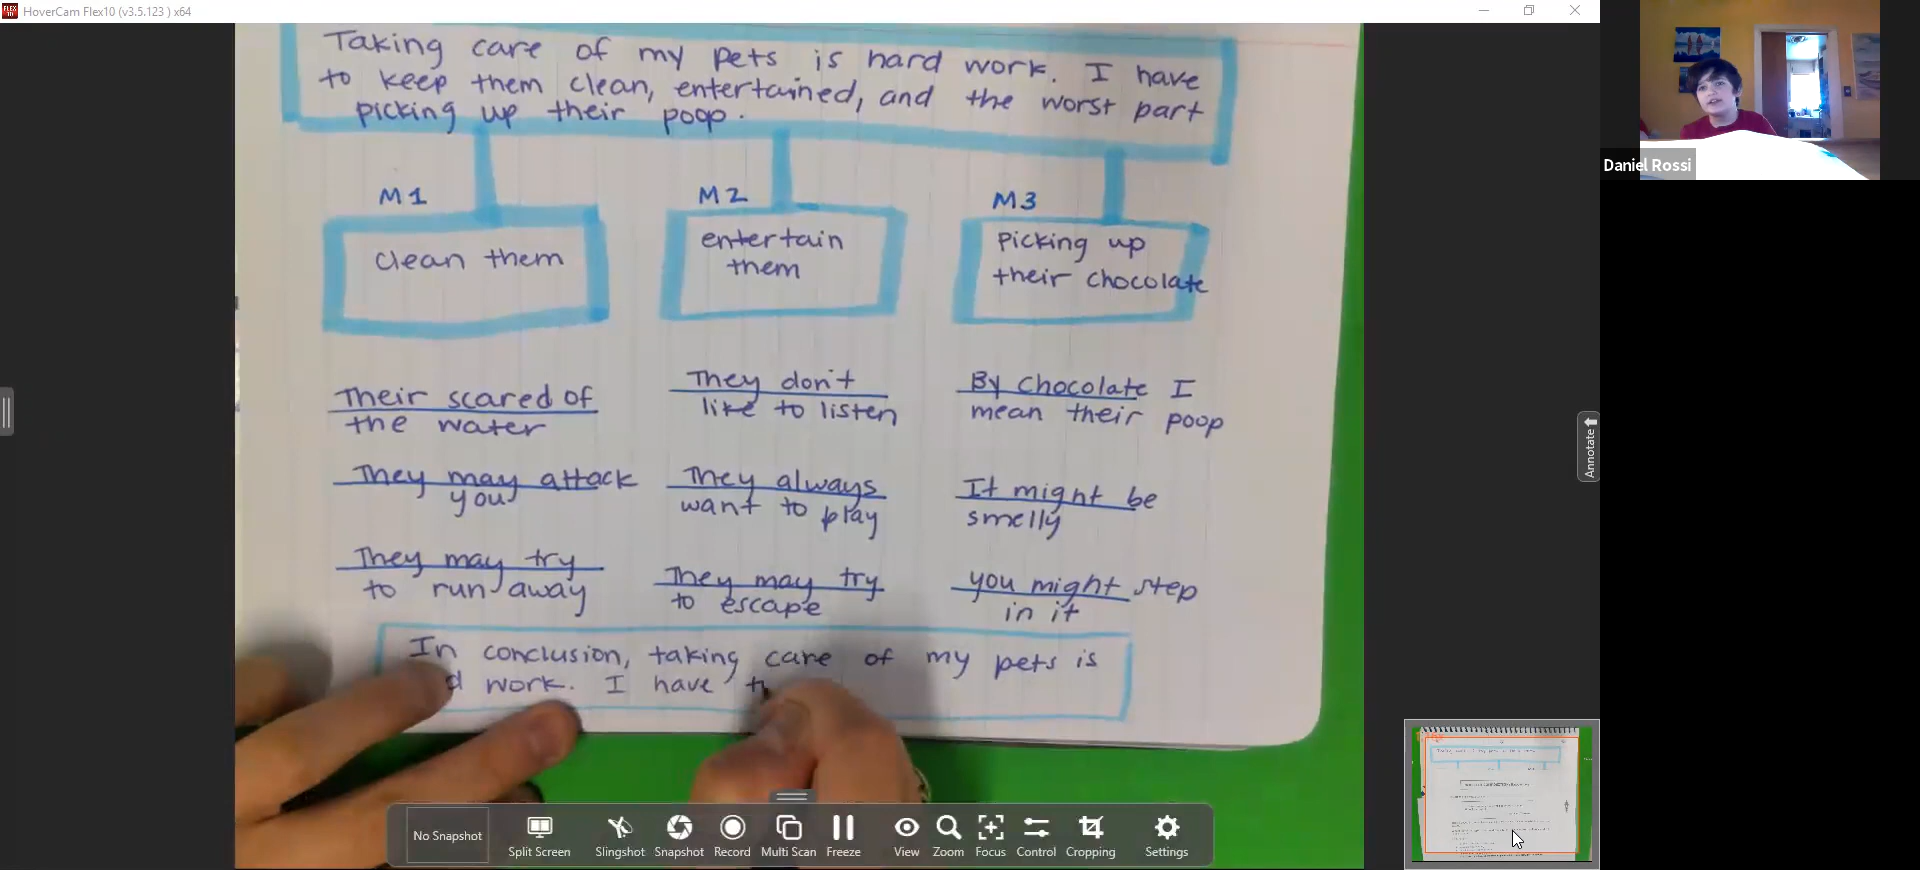 HoverCam Flex10 (v3.5.123 ) x64
Taking care of my pets is hard work. I have
to keep them clean, entertained, and the worst part
picking up their poop.
M1
M2
M3
clean them
entertain
them
Picking up
their chocolate
Their scared of
the water
They may attack
you
They may try
to run away
They don't
like to listen
They always
want to play
They may try
to escape
By chocolate I
mean their poop
It might be
smelly
you might step
in it
In conclusion, taking care of my pets is
d work. I have t
No Snapshot
Split Screen
Slingshot
Snapshot
Record
Multi Scan
Freeze
View
Zoom
Focus
Control
Cropping
Settings
Annotate
Daniel Rossi